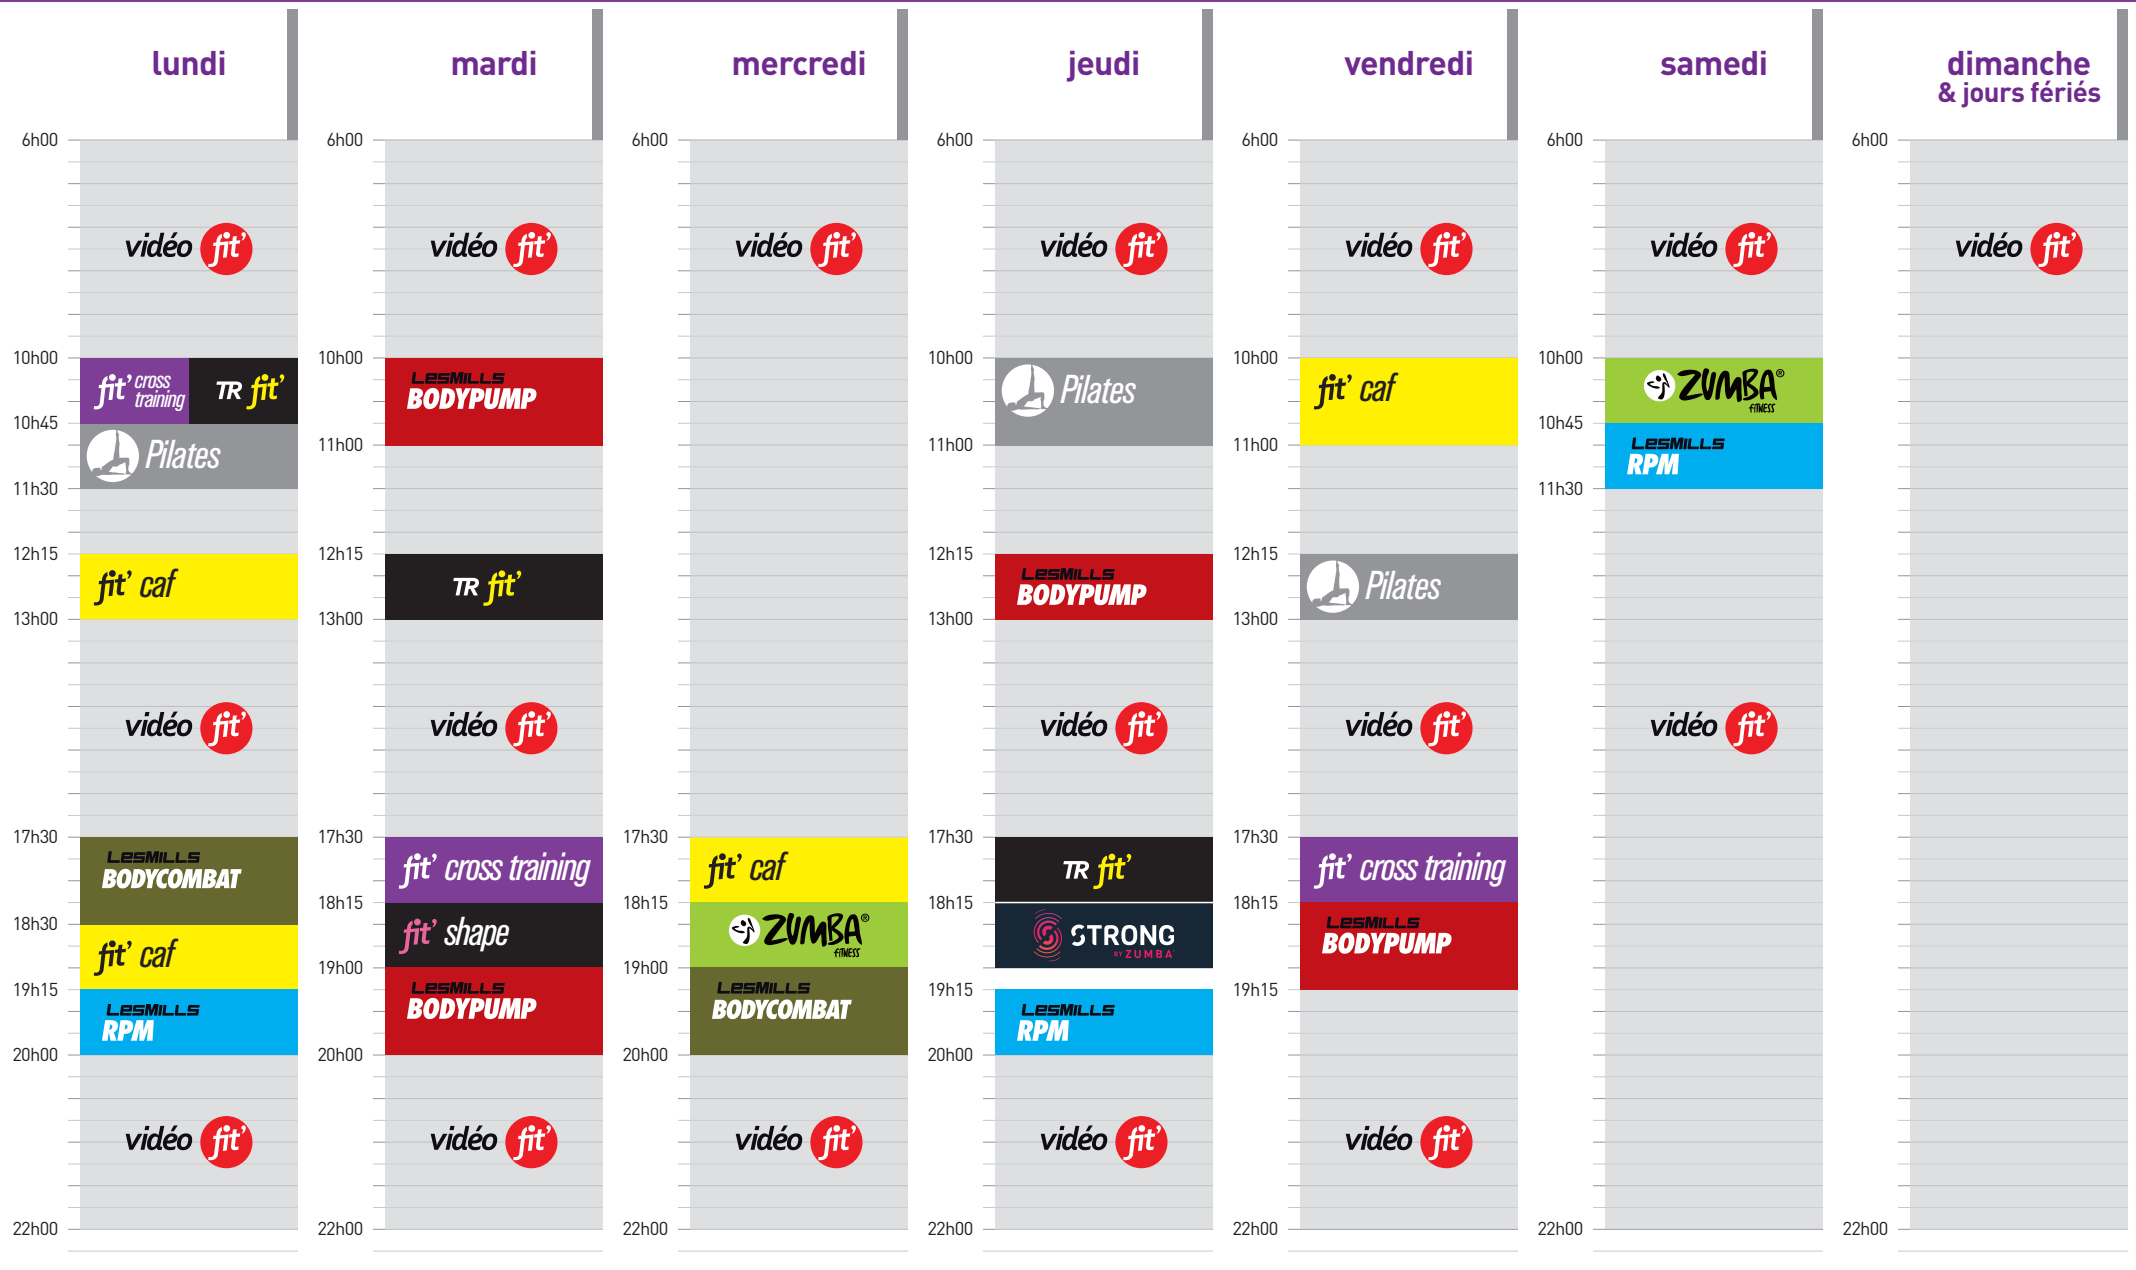 lundi
6h00
vidéo fit'
10h00
fit' cross training
TR fit'
10h45
Pilates
11h30
12h15
fit' caf
13h00
vidéo fit'
17h30
LESMILLS
BODYCOMBAT
18h30
fit' caf
19h15
LESMILLS
RPM
20h00
vidéo fit'
22h00
mardi
6h00
vidéo fit'
10h00
LESMILLS
BODYPUMP
11h00
12h15
TR fit'
13h00
vidéo fit'
17h30
fit' cross training
18h15
fit' shape
19h00
LESMILLS
BODYPUMP
20h00
vidéo fit'
22h00
mercredi
6h00
vidéo fit'
17h30
fit' caf
18h15
ZUMBA®
FITNESS
19h00
LESMILLS
BODYCOMBAT
20h00
vidéo fit'
22h00
jeudi
6h00
vidéo fit'
10h00
Pilates
11h00
12h15
LESMILLS
BODYPUMP
13h00
vidéo fit'
17h30
TR fit'
18h15
STRONG
BY ZUMBA
19h15
LESMILLS
RPM
20h00
vidéo fit'
22h00
vendredi
6h00
vidéo fit'
10h00
fit' caf
11h00
12h15
Pilates
13h00
vidéo fit'
17h30
fit' cross training
18h15
LESMILLS
BODYPUMP
19h15
vidéo fit'
22h00
samedi
6h00
vidéo fit'
10h00
ZUMBA®
FITNESS
10h45
LESMILLS
RPM
11h30
vidéo fit'
22h00
dimanche
& jours fériés
6h00
vidéo fit'
22h00